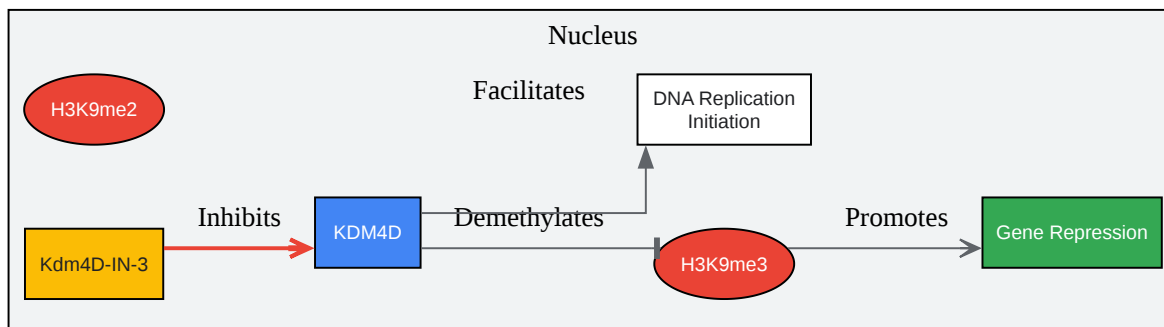 Nucleus
H3K9me2
Facilitates
DNA Replication
Initiation
Inhibits
KDM4D
Demethylates
Promotes
Gene Repression
Kdm4D-IN-3
H3K9me3